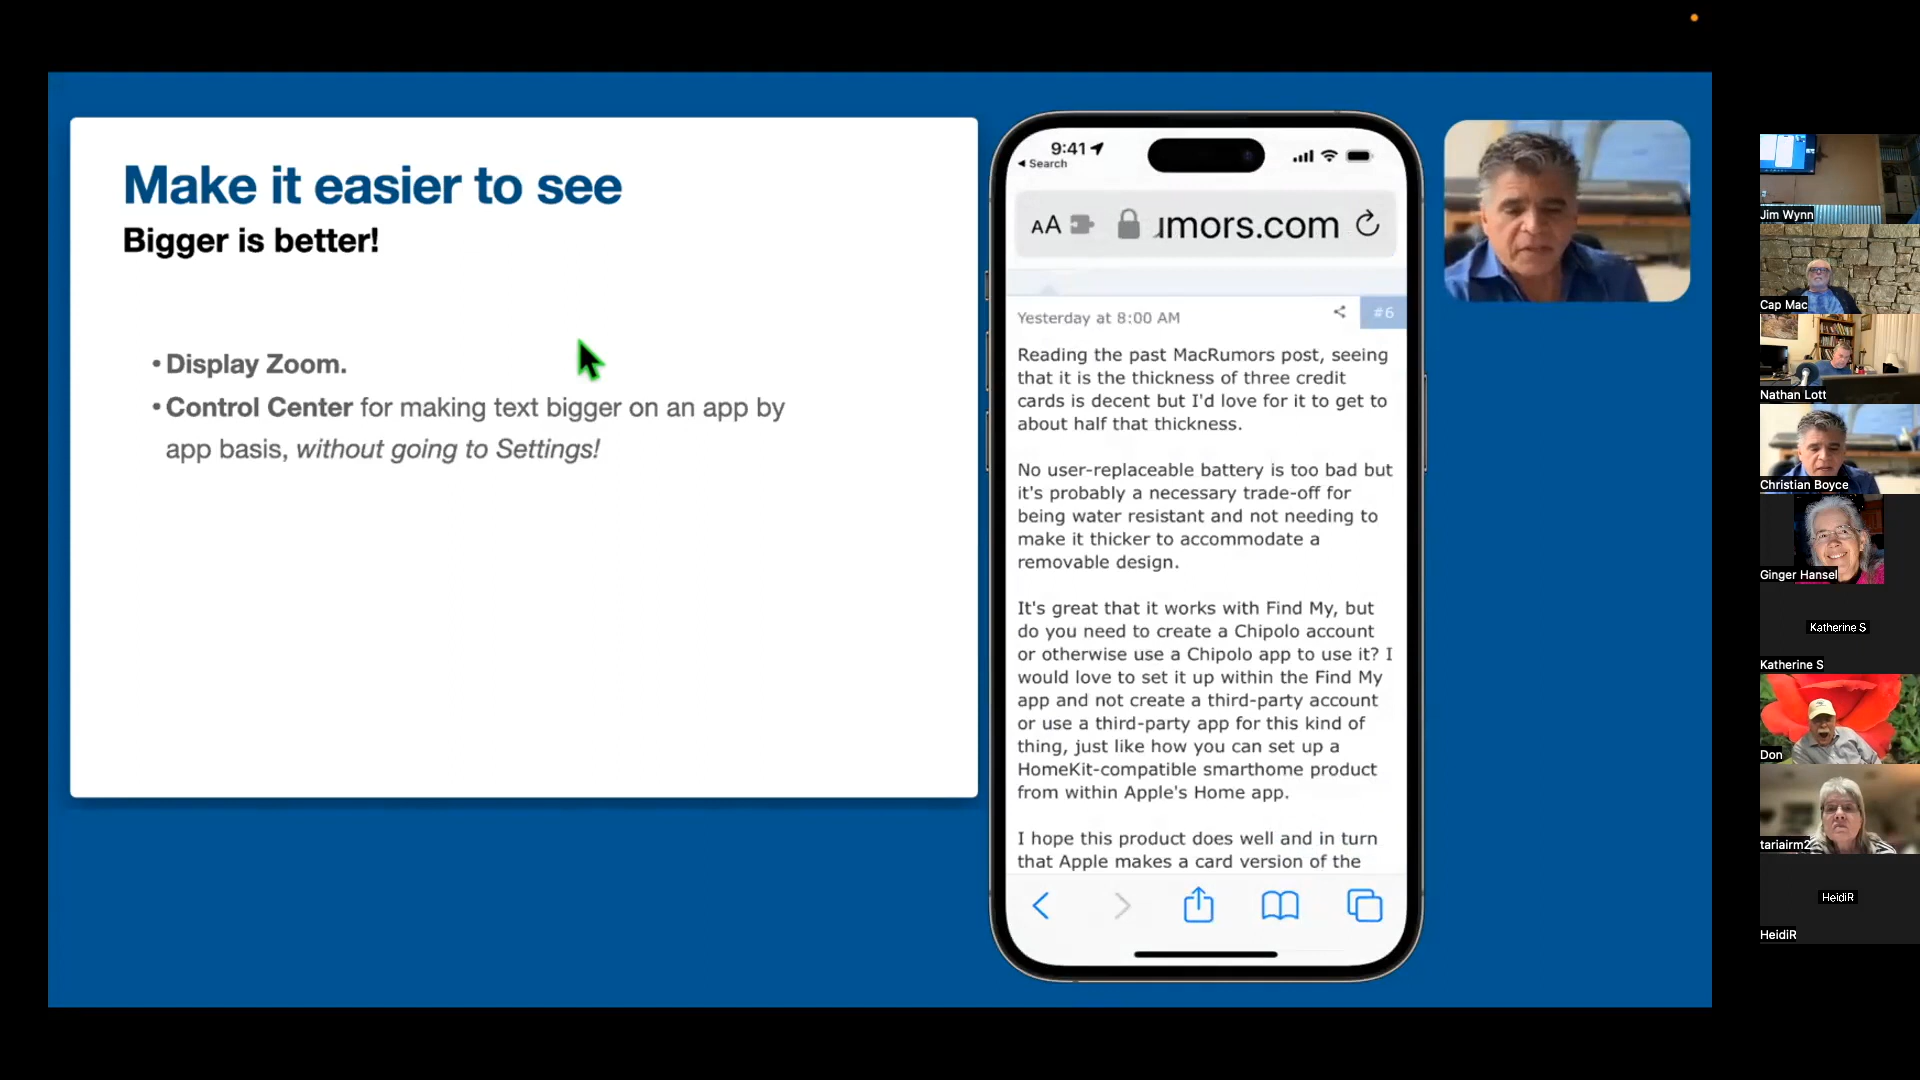 Make it easier to see
Bigger is better!
• Display Zoom.
• Control Center for making text bigger on an app by
app basis, without going to Settings!
9:41
◀ Search
AA
umors.com
Yesterday at 8:00 AM
#6
Reading the past MacRumors post, seeing
that it is the thickness of three credit
cards is decent but I'd love for it to get to
about half that thickness.
No user-replaceable battery is too bad but
it's probably a necessary trade-off for
being water resistant and not needing to
make it thicker to accommodate a
removable design.
It's great that it works with Find My, but
do you need to create a Chipolo account
or otherwise use a Chipolo app to use it? I
would love to set it up within the Find My
app and not create a third-party account
or use a third-party app for this kind of
thing, just like how you can set up a
HomeKit-compatible smarthome product
from within Apple's Home app.
I hope this product does well and in turn
that Apple makes a card version of the
Jim Wynn
Cap Mac
Nathan Lott
Christian Boyce
Ginger Hansel
Katherine S
Katherine S
Don
tariairm2
HeidiR
HeidiR